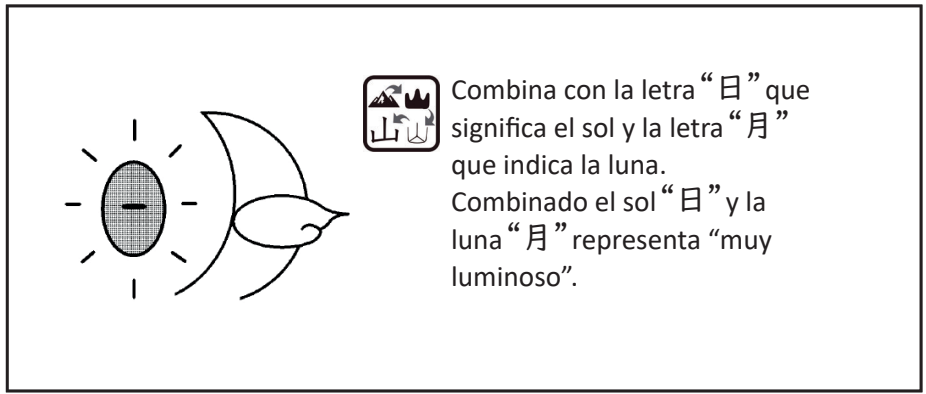 Combina con la letra “日” que
significa el sol y la letra “月”
que indica la luna.
Combinado el sol “日” y la
luna “月” representa “muy
luminoso”.